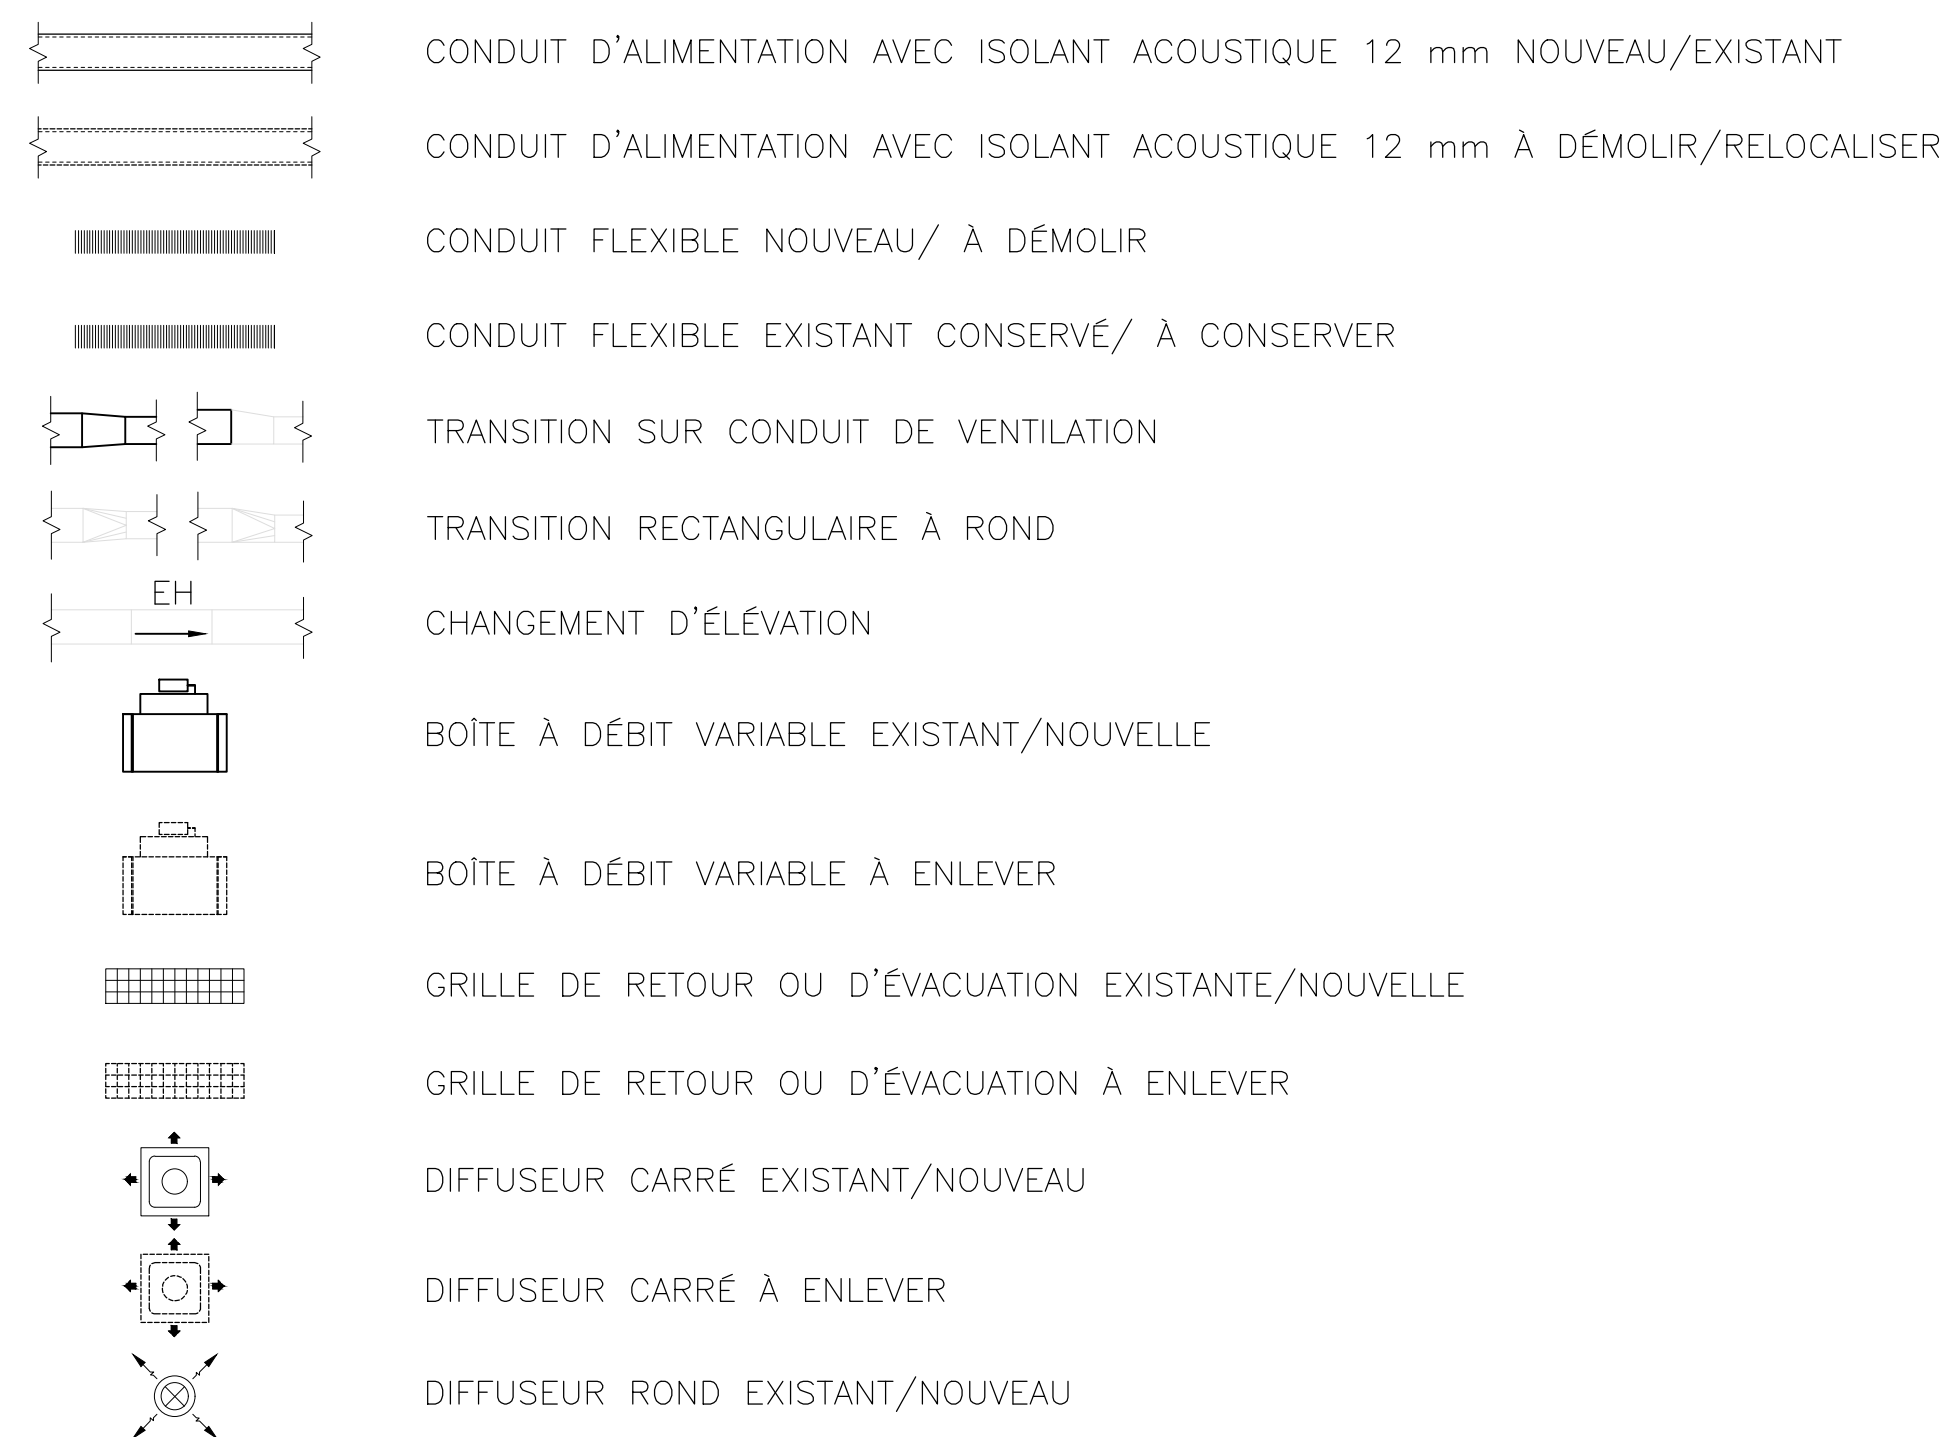 CONDUIT D'ALIMENTATION AVEC ISOLANT ACOUSTIQUE 12 mm NOUVEAU/EXISTANT
CONDUIT D'ALIMENTATION AVEC ISOLANT ACOUSTIQUE 12 mm À DÉMOLIR/RELOCALISER
CONDUIT FLEXIBLE NOUVEAU/ À DÉMOLIR
CONDUIT FLEXIBLE EXISTANT CONSERVÉ/ À CONSERVER
TRANSITION SUR CONDUIT DE VENTILATION
TRANSITION RECTANGULAIRE À ROND
EH
CHANGEMENT D'ÉLÉVATION
BOÎTE À DÉBIT VARIABLE EXISTANT/NOUVELLE
BOÎTE À DÉBIT VARIABLE À ENLEVER
GRILLE DE RETOUR OU D'ÉVACUATION EXISTANTE/NOUVELLE
GRILLE DE RETOUR OU D'ÉVACUATION À ENLEVER
DIFFUSEUR CARRÉ EXISTANT/NOUVEAU
DIFFUSEUR CARRÉ À ENLEVER
DIFFUSEUR ROND EXISTANT/NOUVEAU